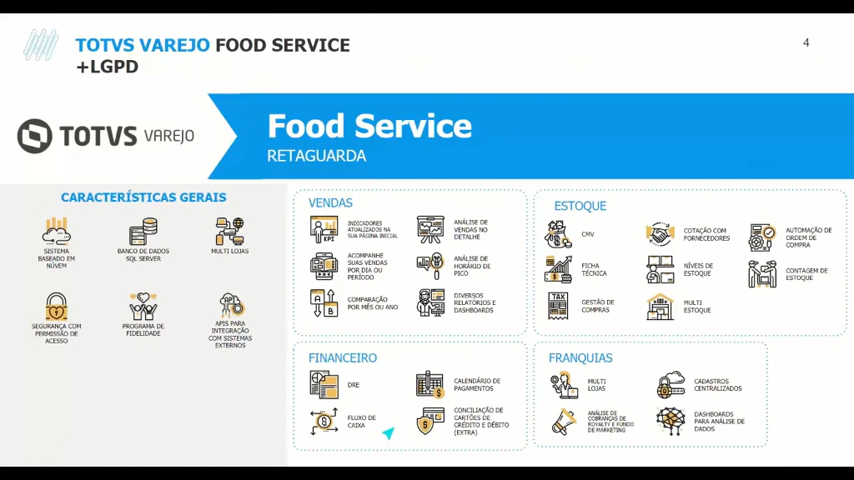 TOTVS VAREJO FOOD SERVICE
+LGPD
4
TOTVS VAREJO
Food Service
RETAGUARDA
CARACTERÍSTICAS GERAIS
SISTEMA
BASEADO EM
NÚVEM
BANCO DE DADOS
SQL SERVER
MULTI LOJAS
SEGURANÇA COM
PERMISSÃO DE
ACESSO
PROGRAMA DE
FIDELIDADE
API
APIS PARA
INTEGRAÇÃO
COM SISTEMAS
EXTERNOS
VENDAS
KPI
INDICADORES
ATUALIZADOS NA
SUA PÁGINA INICIAL
ANÁLISE DE
VENDAS NO
DETALHE
ACOMPANHE
SUAS VENDAS
POR DIA OU
PERÍODO
ANÁLISE DE
HORÁRIO DE
PICO
A
B
COMPARAÇÃO
POR MÊS OU ANO
DIVERSOS
RELATÓRIOS E
DASHBOARDS
ESTOQUE
CMV
COTAÇÃO COM
FORNECEDORES
AUTOMAÇÃO DE
ORDEM DE
COMPRA
FICHA
TÉCNICA
NÍVEIS DE
ESTOQUE
CONTAGEM DE
ESTOQUE
TAX
GESTÃO DE
COMPRAS
MULTI
ESTOQUE
FINANCEIRO
DRE
CALENDÁRIO DE
PAGAMENTOS
FLUXO DE
CAIXA
CONCILIAÇÃO DE
CARTÕES DE
CRÉDITO E DÉBITO
(EXTRA)
FRANQUIAS
MULTI
LOJAS
CADASTROS
CENTRALIZADOS
ANÁLISE DE
COBRANÇAS DE
ROYALTY E FUNDO
DE MARKETING
DASHBOARDS
PARA ANÁLISE DE
DADOS